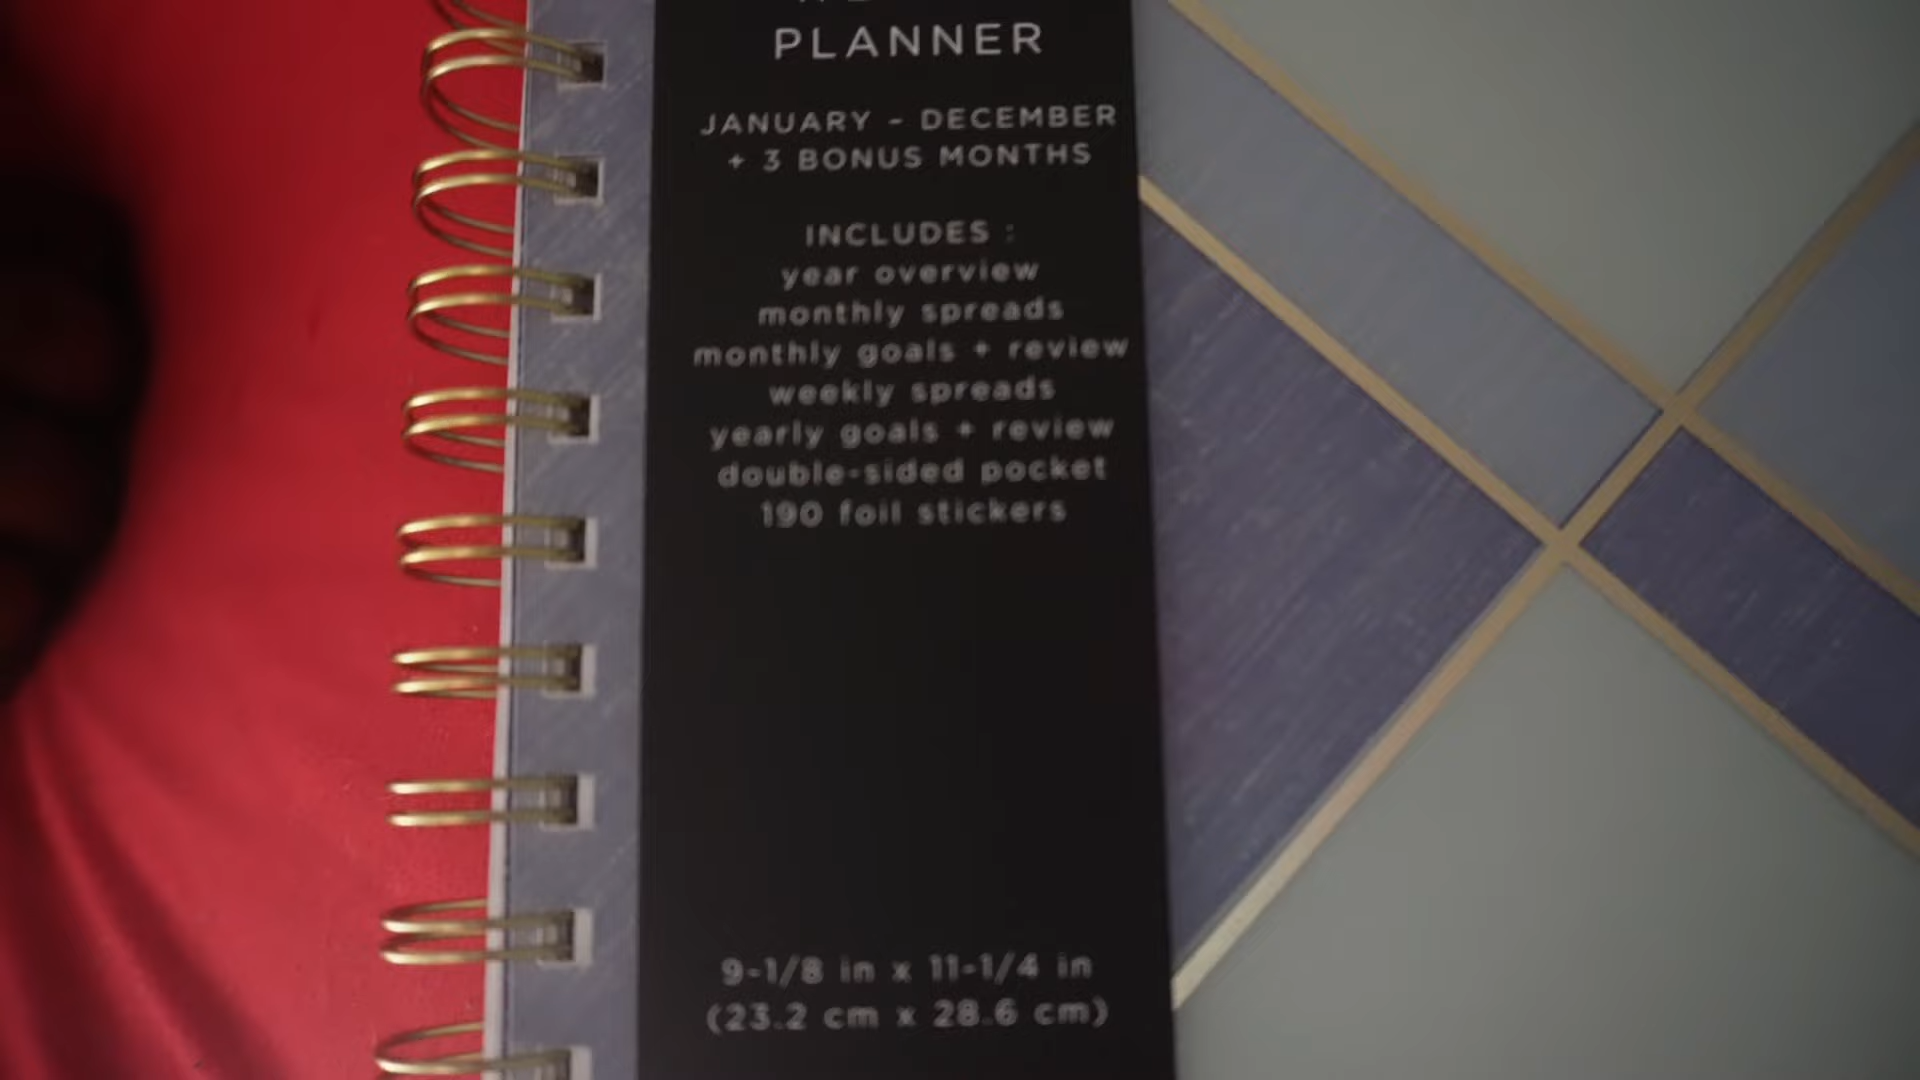 PLANNER
JANUARY - DECEMBER
+ 3 BONUS MONTHS
INCLUDES :
year overview
monthly spreads
monthly goals + review
weekly spreads
yearly goals + review
double-sided pocket
190 foil stickers
9-1/8 in x 11-1/4 in
(23.2 cm x 28.6 cm)